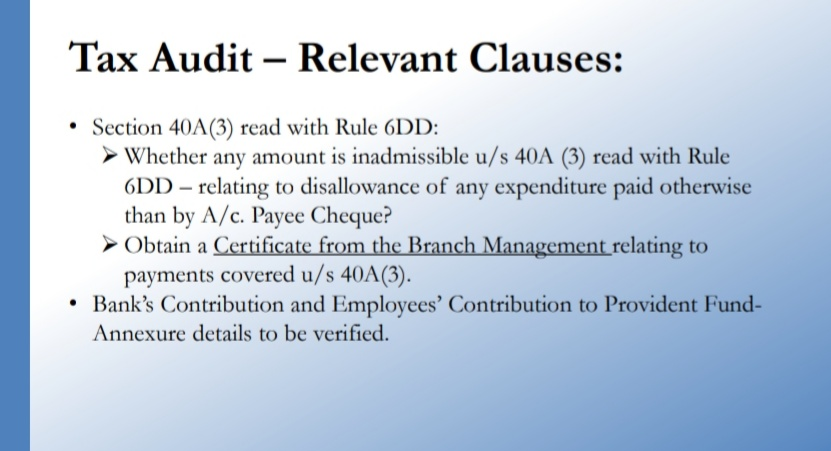 Tax Audit – Relevant Clauses:
• Section 40A(3) read with Rule 6DD:
➢ Whether any amount is inadmissible u/s 40A (3) read with Rule
6DD – relating to disallowance of any expenditure paid otherwise
than by A/c. Payee Cheque?
➢ Obtain a Certificate from the Branch Management relating to
payments covered u/s 40A(3).
• Bank’s Contribution and Employees’ Contribution to Provident Fund-
Annexure details to be verified.